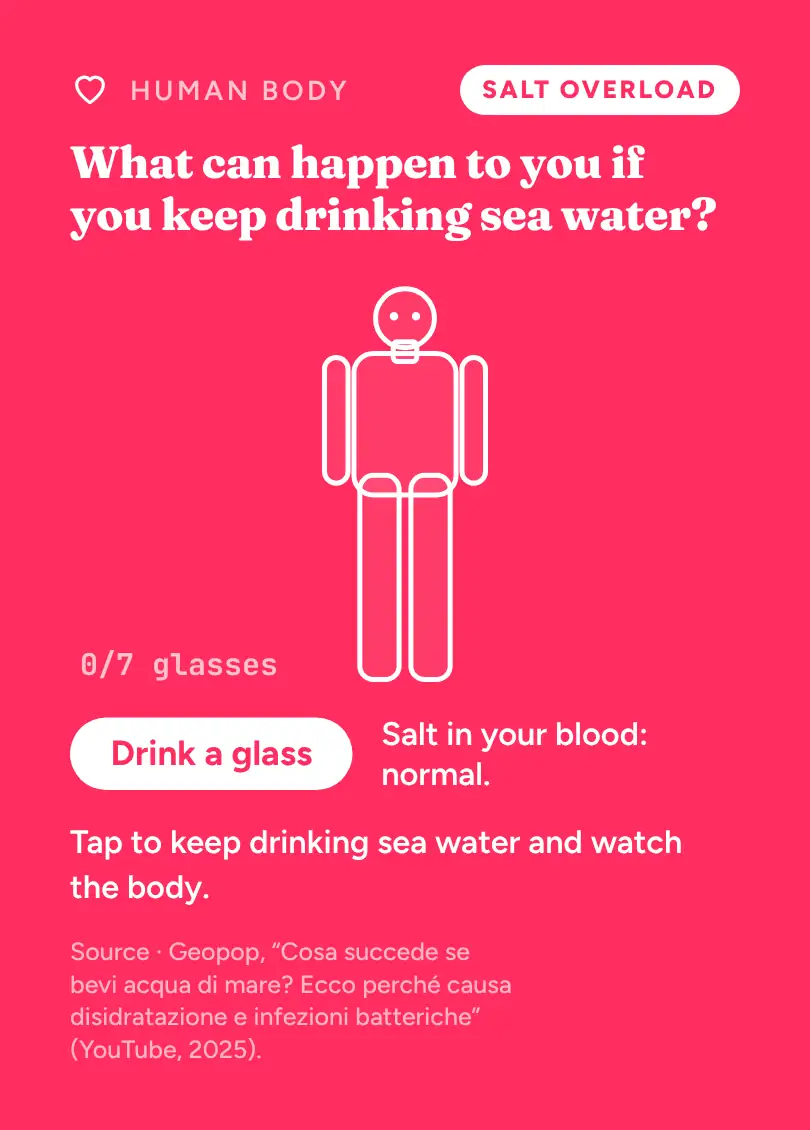 HUMAN BODY
SALT OVERLOAD
What can happen to you if
you keep drinking sea water?
0/7 glasses
Drink a glass
Salt in your blood:
normal.
Tap to keep drinking sea water and watch
the body.
Source · Geopop, “Cosa succede se
bevi acqua di mare? Ecco perché causa
disidratazione e infezioni batteriche”
(YouTube, 2025).